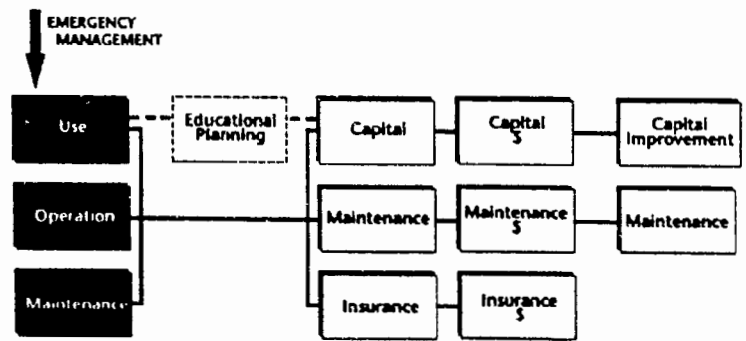 EMERGENCY
MANAGEMENT
Use
Educational
Planning
Capital
Capital
$
Capital
Improvement
Operation
Maintenance
Maintenance
$
Maintenance
Maintenance
Insurance
Insurance
$